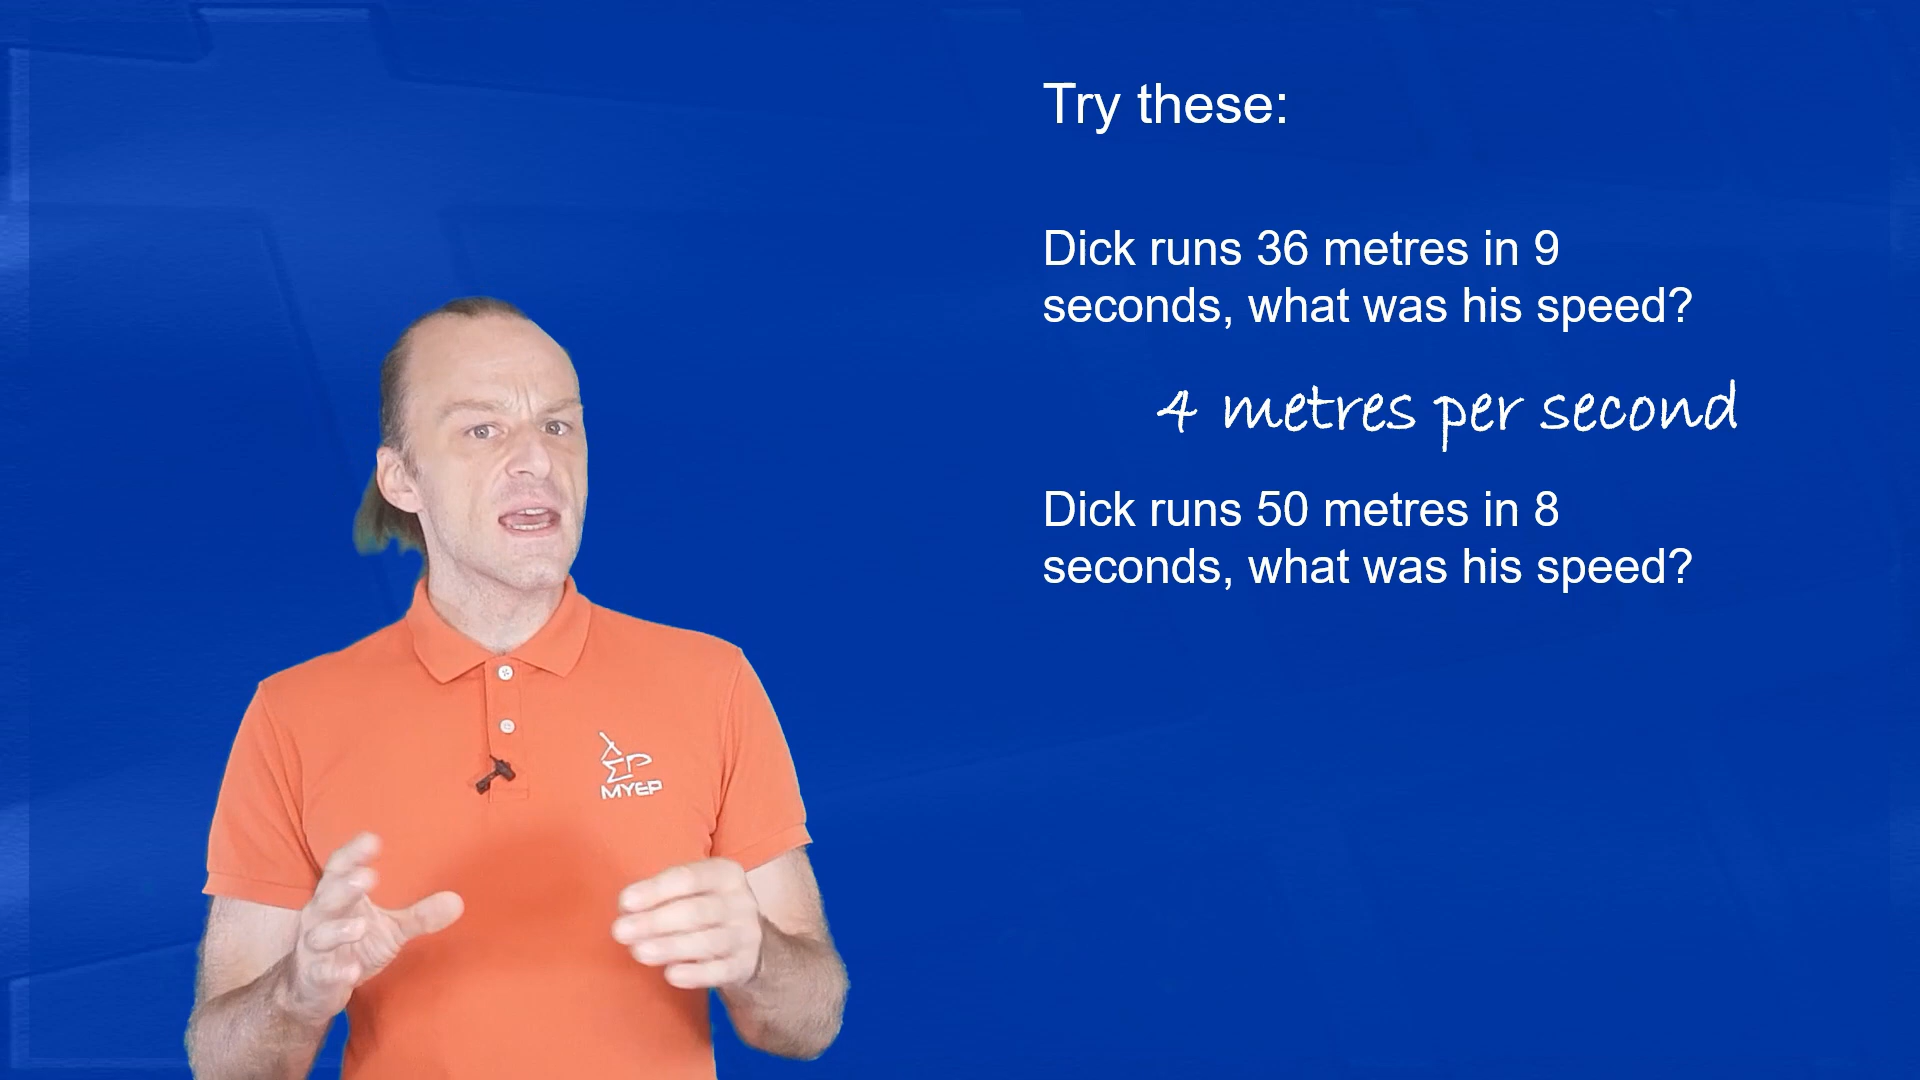 Try these:
Dick runs 36 metres in 9
seconds, what was his speed?
4 metres per second
Dick runs 50 metres in 8
seconds, what was his speed?
MYEP